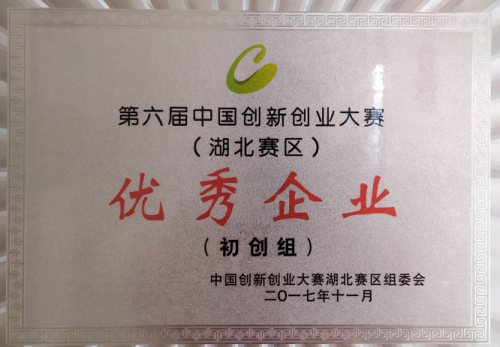 第六届中国创新创业大赛
（湖北赛区）
优秀企业
（初创组）
中国创新创业大赛湖北赛区组委会
二〇一七年十一月